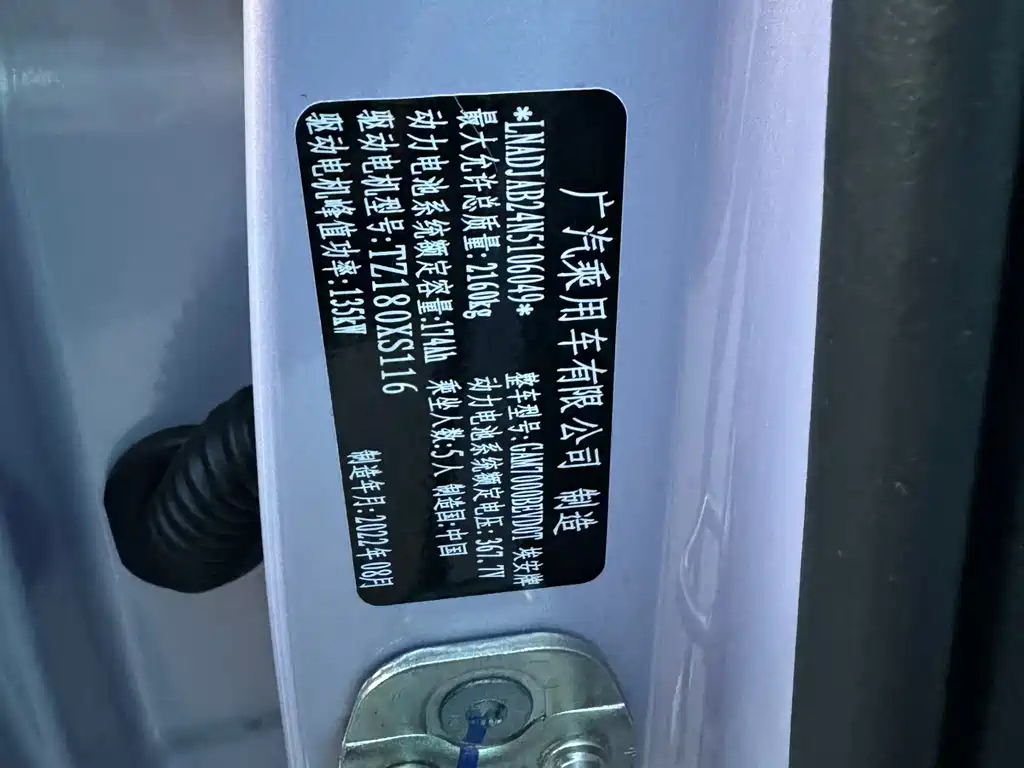 广汽乘用车有限公司 制造
*LNADJAB24N5106049* 整车型号:GAM7000BEVD0T 埃安牌
最大允许总质量:2160kg 动力电池系统额定电压:367.7V
动力电池系统额定容量:174Ah 乘坐人数:5人 制造国:中国
驱动电机型号:TZ180XS116
驱动电机峰值功率:135kW 制造年月:2022年08月